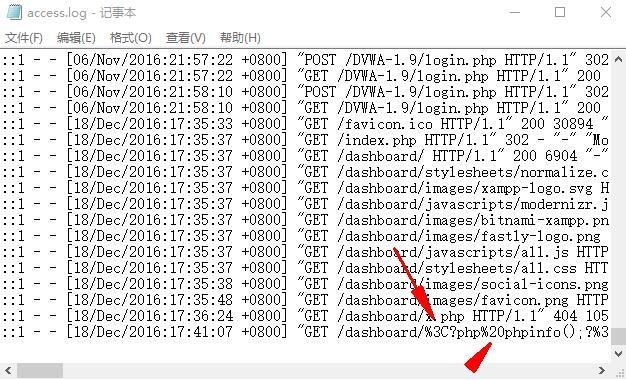 access.log - 记事本
文件(F) 编辑(E) 格式(O) 查看(V) 帮助(H)
::1 - - [06/Nov/2016:21:57:22 +0800] "POST /DVWA-1.9/login.php HTTP/1.1" 302
::1 - - [06/Nov/2016:21:57:22 +0800] "GET /DVWA-1.9/login.php HTTP/1.1" 200
::1 - - [06/Nov/2016:21:58:10 +0800] "POST /DVWA-1.9/login.php HTTP/1.1" 302
::1 - - [06/Nov/2016:21:58:10 +0800] "GET /DVWA-1.9/login.php HTTP/1.1" 200
::1 - - [18/Dec/2016:17:35:33 +0800] "GET /favicon.ico HTTP/1.1" 200 30894 "
::1 - - [18/Dec/2016:17:35:37 +0800] "GET /index.php HTTP/1.1" 302 - "-" "Mo
::1 - - [18/Dec/2016:17:35:37 +0800] "GET /dashboard/ HTTP/1.1" 200 6904 "-"
::1 - - [18/Dec/2016:17:35:37 +0800] "GET /dashboard/stylesheets/normalize.c
::1 - - [18/Dec/2016:17:35:37 +0800] "GET /dashboard/images/xampp-logo.svg H
::1 - - [18/Dec/2016:17:35:37 +0800] "GET /dashboard/javascripts/modernizr.j
::1 - - [18/Dec/2016:17:35:37 +0800] "GET /dashboard/images/bitnami-xampp.pn
::1 - - [18/Dec/2016:17:35:37 +0800] "GET /dashboard/images/fastly-logo.png
::1 - - [18/Dec/2016:17:35:37 +0800] "GET /dashboard/javascripts/all.js HTTP
::1 - - [18/Dec/2016:17:35:37 +0800] "GET /dashboard/stylesheets/all.css HTT
::1 - - [18/Dec/2016:17:35:38 +0800] "GET /dashboard/images/social-icons.png
::1 - - [18/Dec/2016:17:35:48 +0800] "GET /dashboard/images/favicon.png HTTP
::1 - - [18/Dec/2016:17:36:24 +0800] "GET /dashboard/x.php HTTP/1.1" 404 105
::1 - - [18/Dec/2016:17:41:07 +0800] "GET /dashboard/%3C?php%20phpinfo();?%3